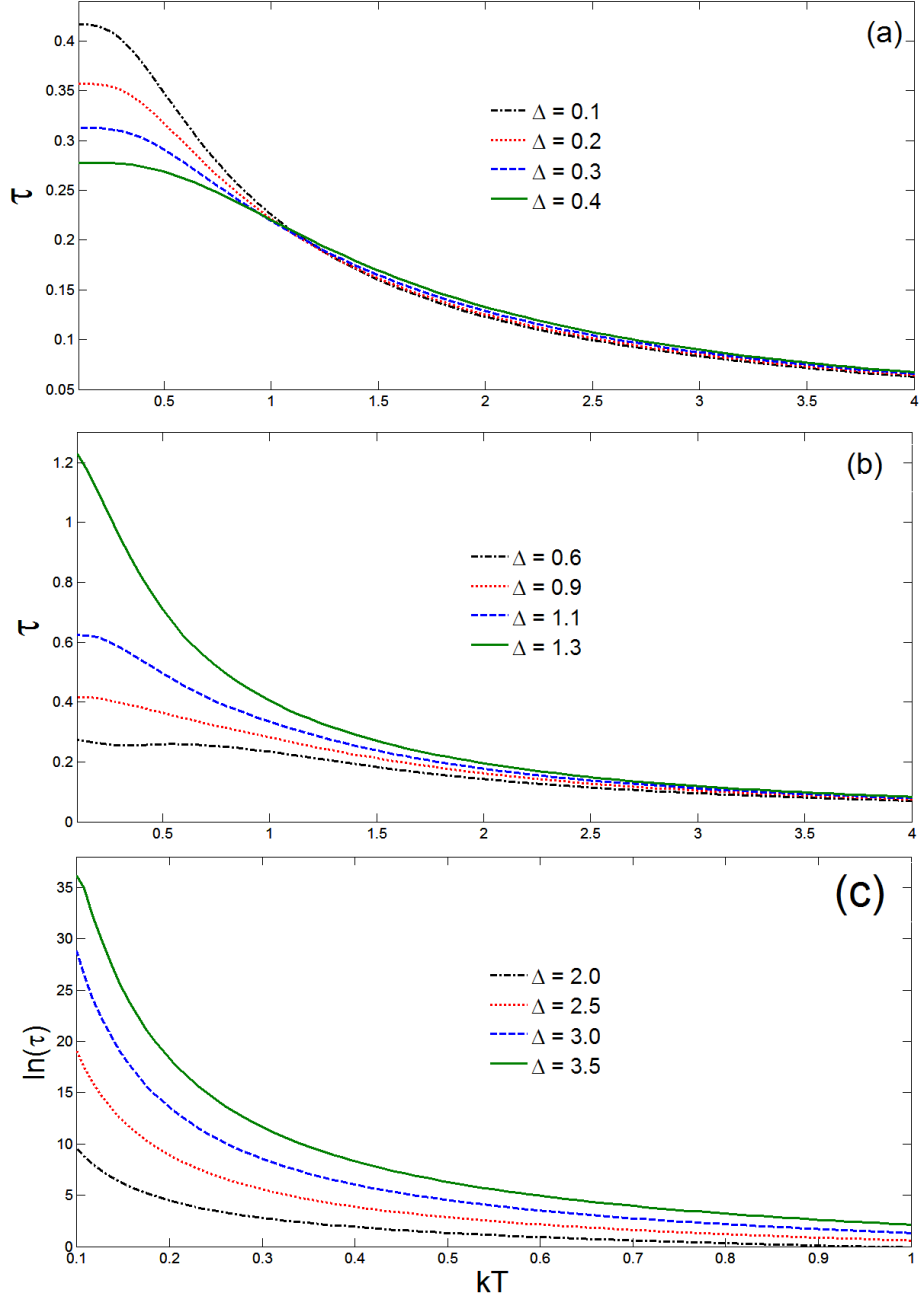 (a)
τ
0.4
0.35
0.3
0.25
0.2
0.15
0.1
0.05
Δ = 0.1
Δ = 0.2
Δ = 0.3
Δ = 0.4
0.5 1 1.5 2 2.5 3 3.5 4
(b)
τ
1.2
1
0.8
0.6
0.4
0.2
0
Δ = 0.6
Δ = 0.9
Δ = 1.1
Δ = 1.3
0.5 1 1.5 2 2.5 3 3.5 4
(c)
ln(τ)
35
30
25
20
15
10
5
0
Δ = 2.0
Δ = 2.5
Δ = 3.0
Δ = 3.5
0.1 0.2 0.3 0.4 0.5 0.6 0.7 0.8 0.9 1
kT